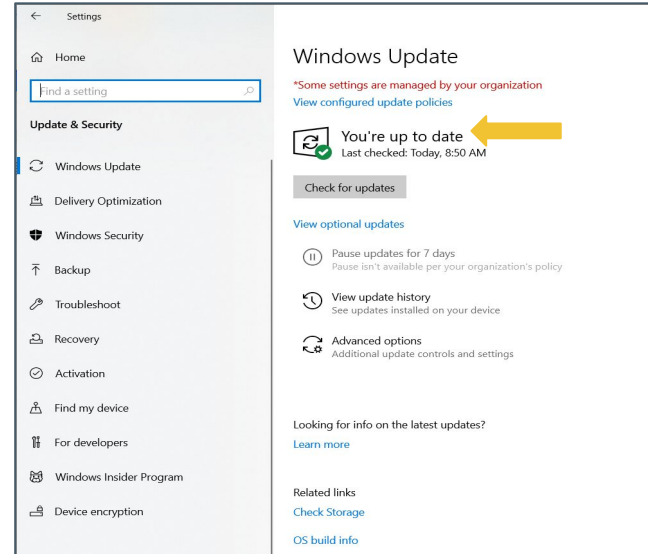 Settings
Home
Find a setting
Update & Security
Windows Update
Delivery Optimization
Windows Security
Backup
Troubleshoot
Recovery
Activation
Find my device
For developers
Windows Insider Program
Device encryption
Windows Update
*Some settings are managed by your organization
View configured update policies
You're up to date
Last checked: Today, 8:50 AM
Check for updates
View optional updates
Pause updates for 7 days
Pause isn't available per your organization's policy
View update history
See updates installed on your device
Advanced options
Additional update controls and settings
Looking for info on the latest updates?
Learn more
Related links
Check Storage
OS build info